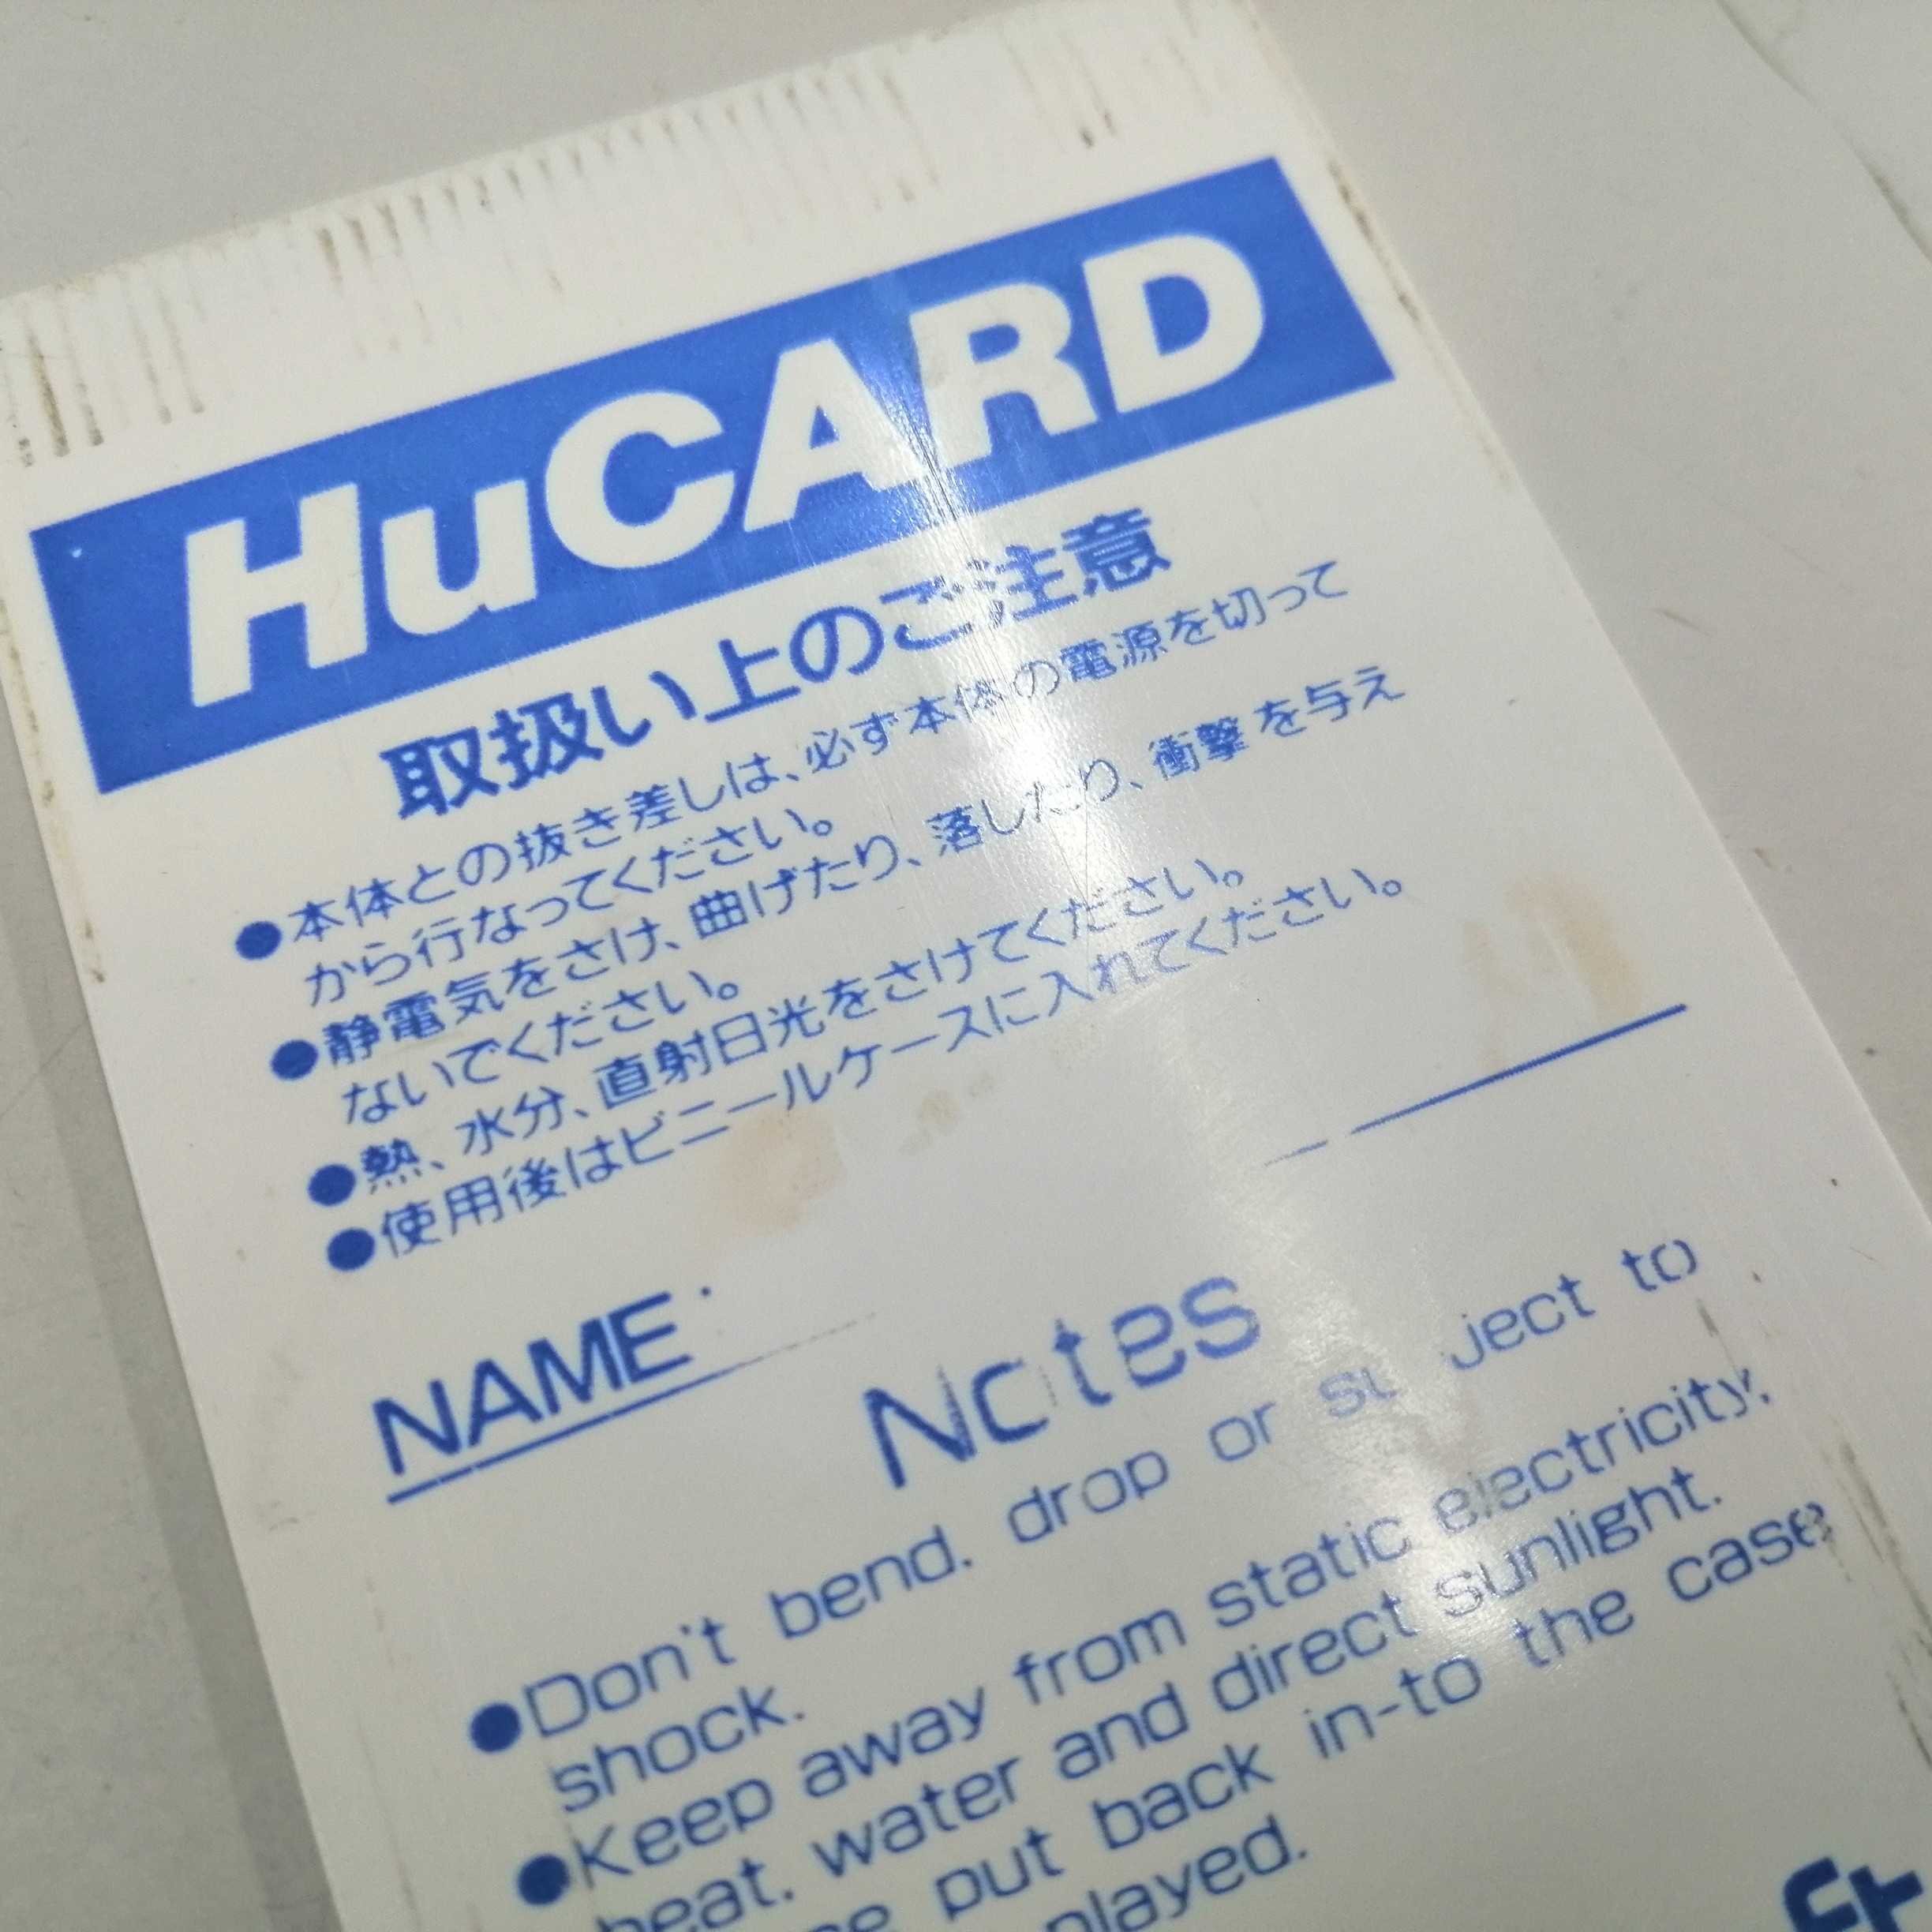 HuCARD
取扱い上のご注意
●本体との抜き差しは、必ず本体の電源を切って
から行なってください。
●静電気をさけ、曲げたり、落したり、衝撃を与え
ないでください。
●熱、水分、直射日光をさけてください。
●使用後はビニールケースに入れてください。
NAME
Notes
●Don't bend, drop or subject to
shock.
●Keep away from static electricity,
heat, water and direct sunlight.
put back in-to the case
played.